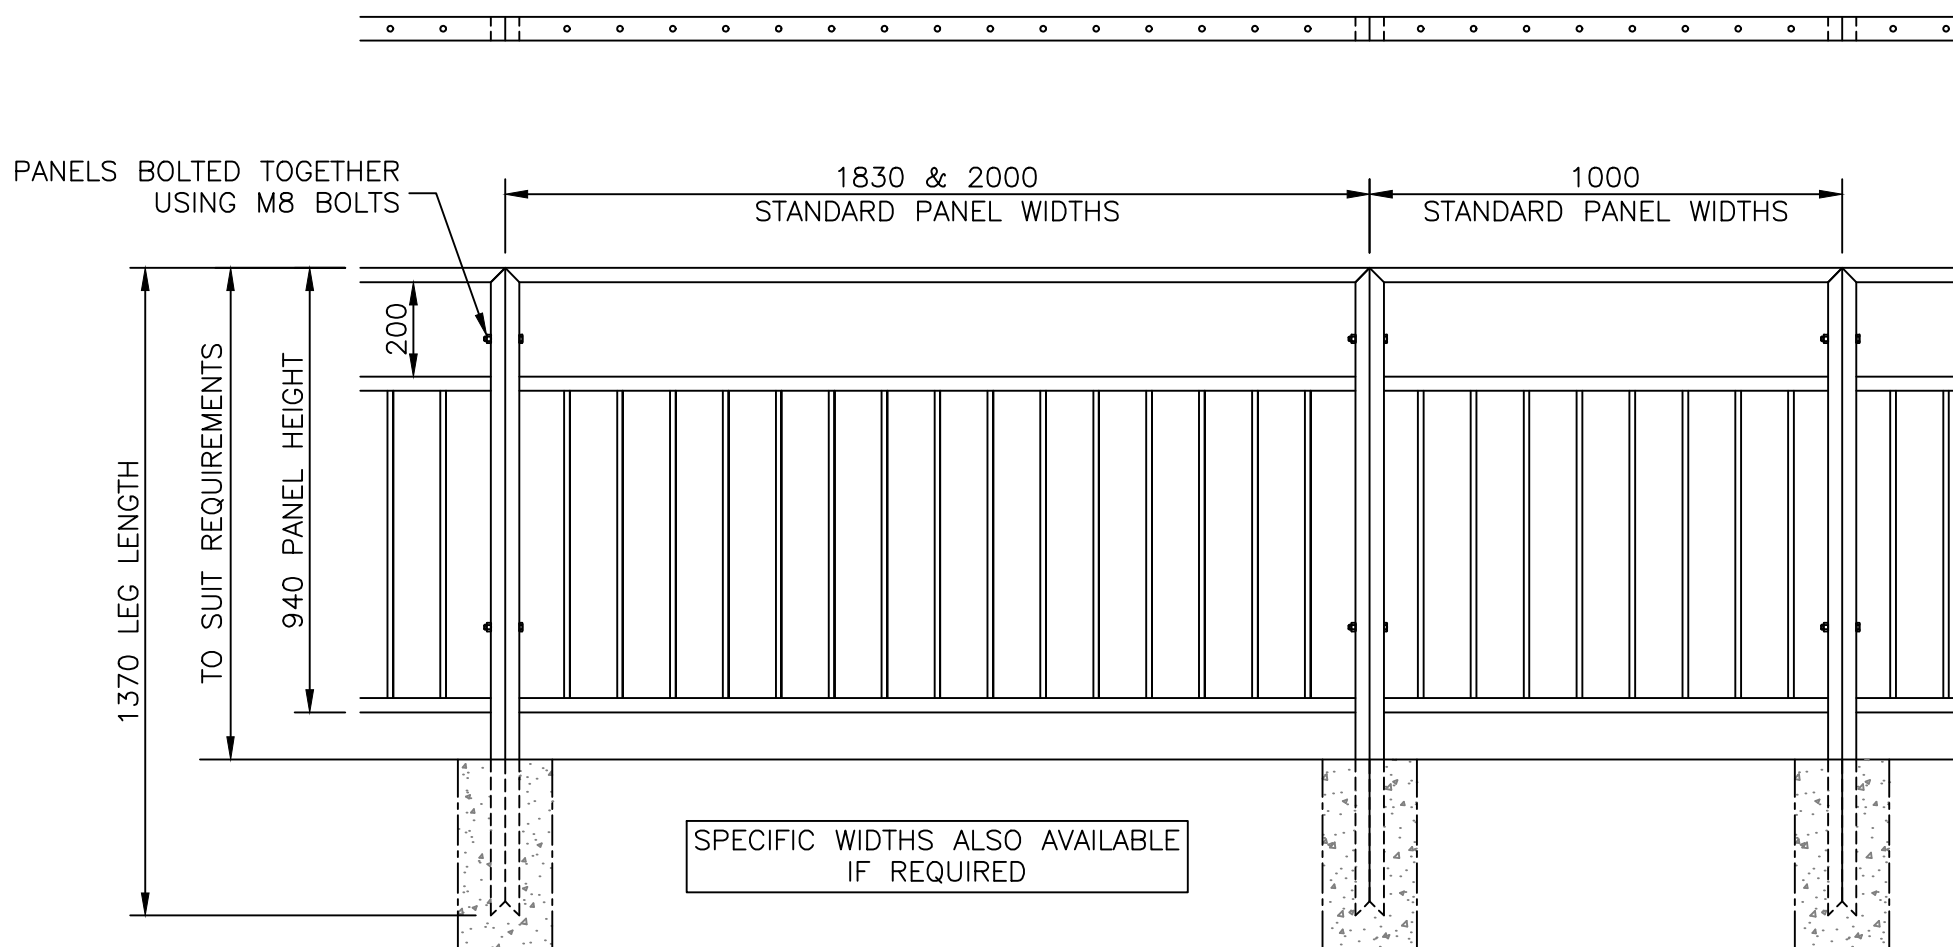 PANELS BOLTED TOGETHER
USING M8 BOLTS
1830 & 2000
STANDARD PANEL WIDTHS
1000
STANDARD PANEL WIDTHS
200
1370 LEG LENGTH
TO SUIT REQUIREMENTS
940 PANEL HEIGHT
SPECIFIC WIDTHS ALSO AVAILABLE
IF REQUIRED